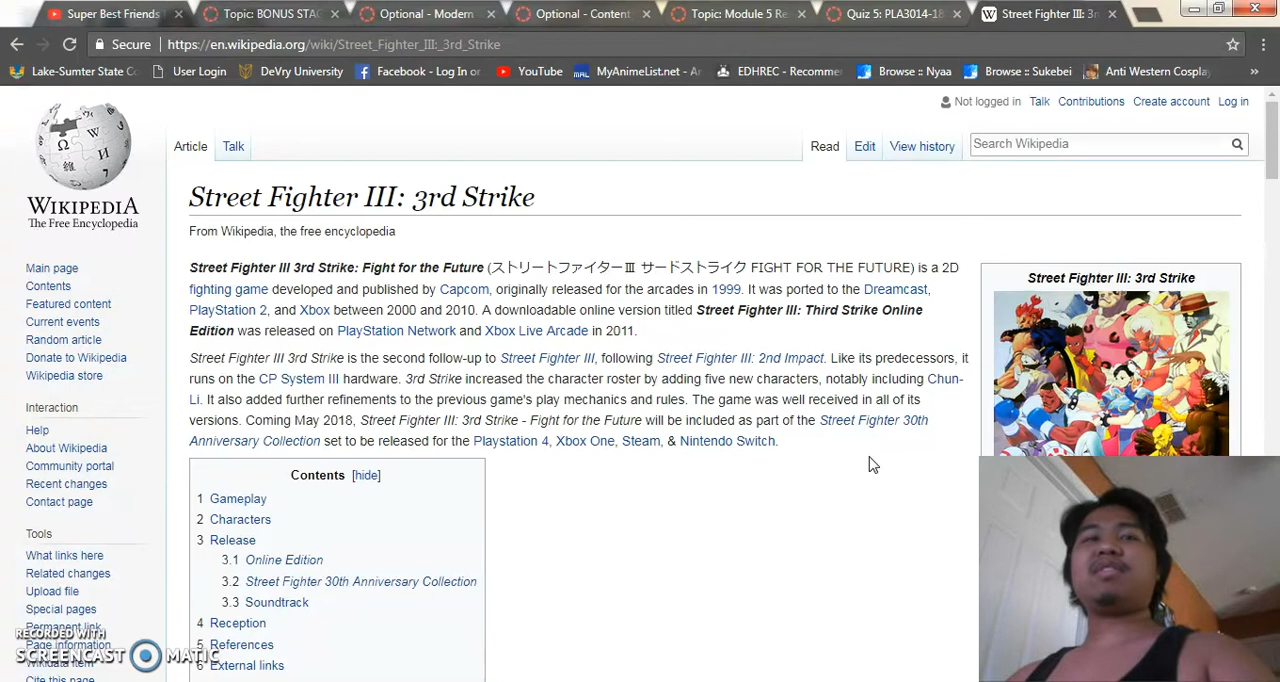 Super Best Friends
Topic: BONUS STAG
Optional - Modern
Optional - Content
Topic: Module 5 Re
Quiz 5: PLA3014-18
Street Fighter III: 3r
Secure
https://en.wikipedia.org/wiki/Street_Fighter_III:_3rd_Strike
Lake-Sumter State Co
User Login
DeVry University
Facebook - Log In or
YouTube
MyAnimeList.net - Ar
EDHREC - Recomme
Browse :: Nyaa
Browse :: Sukebei
Anti Western Cosplay
»
Not logged in Talk Contributions Create account Log in
Article Talk
Read Edit View history
Search Wikipedia
WIKIPEDIA
The Free Encyclopedia
Main page
Contents
Featured content
Current events
Random article
Donate to Wikipedia
Wikipedia store
Interaction
Help
About Wikipedia
Community portal
Recent changes
Contact page
Tools
What links here
Related changes
Upload file
Special pages
Permanent link
Page information
Wikidata item
Cite this page
Street Fighter III: 3rd Strike
From Wikipedia, the free encyclopedia
Street Fighter III 3rd Strike: Fight for the Future (ストリートファイターIII サードストライク FIGHT FOR THE FUTURE) is a 2D
fighting game developed and published by Capcom, originally released for the arcades in 1999. It was ported to the Dreamcast,
PlayStation 2, and Xbox between 2000 and 2010. A downloadable online version titled Street Fighter III: Third Strike Online
Edition was released on PlayStation Network and Xbox Live Arcade in 2011.
Street Fighter III 3rd Strike is the second follow-up to Street Fighter III, following Street Fighter III: 2nd Impact. Like its predecessors, it
runs on the CP System III hardware. 3rd Strike increased the character roster by adding five new characters, notably including Chun-
Li. It also added further refinements to the previous game's play mechanics and rules. The game was well received in all of its
versions. Coming May 2018, Street Fighter III: 3rd Strike - Fight for the Future will be included as part of the Street Fighter 30th
Anniversary Collection set to be released for the Playstation 4, Xbox One, Steam, & Nintendo Switch.
Contents [hide]
1 Gameplay
2 Characters
3 Release
3.1 Online Edition
3.2 Street Fighter 30th Anniversary Collection
3.3 Soundtrack
4 Reception
5 References
6 External links
Street Fighter III: 3rd Strike
RECORDED WITH
SCREENCAST MATIC